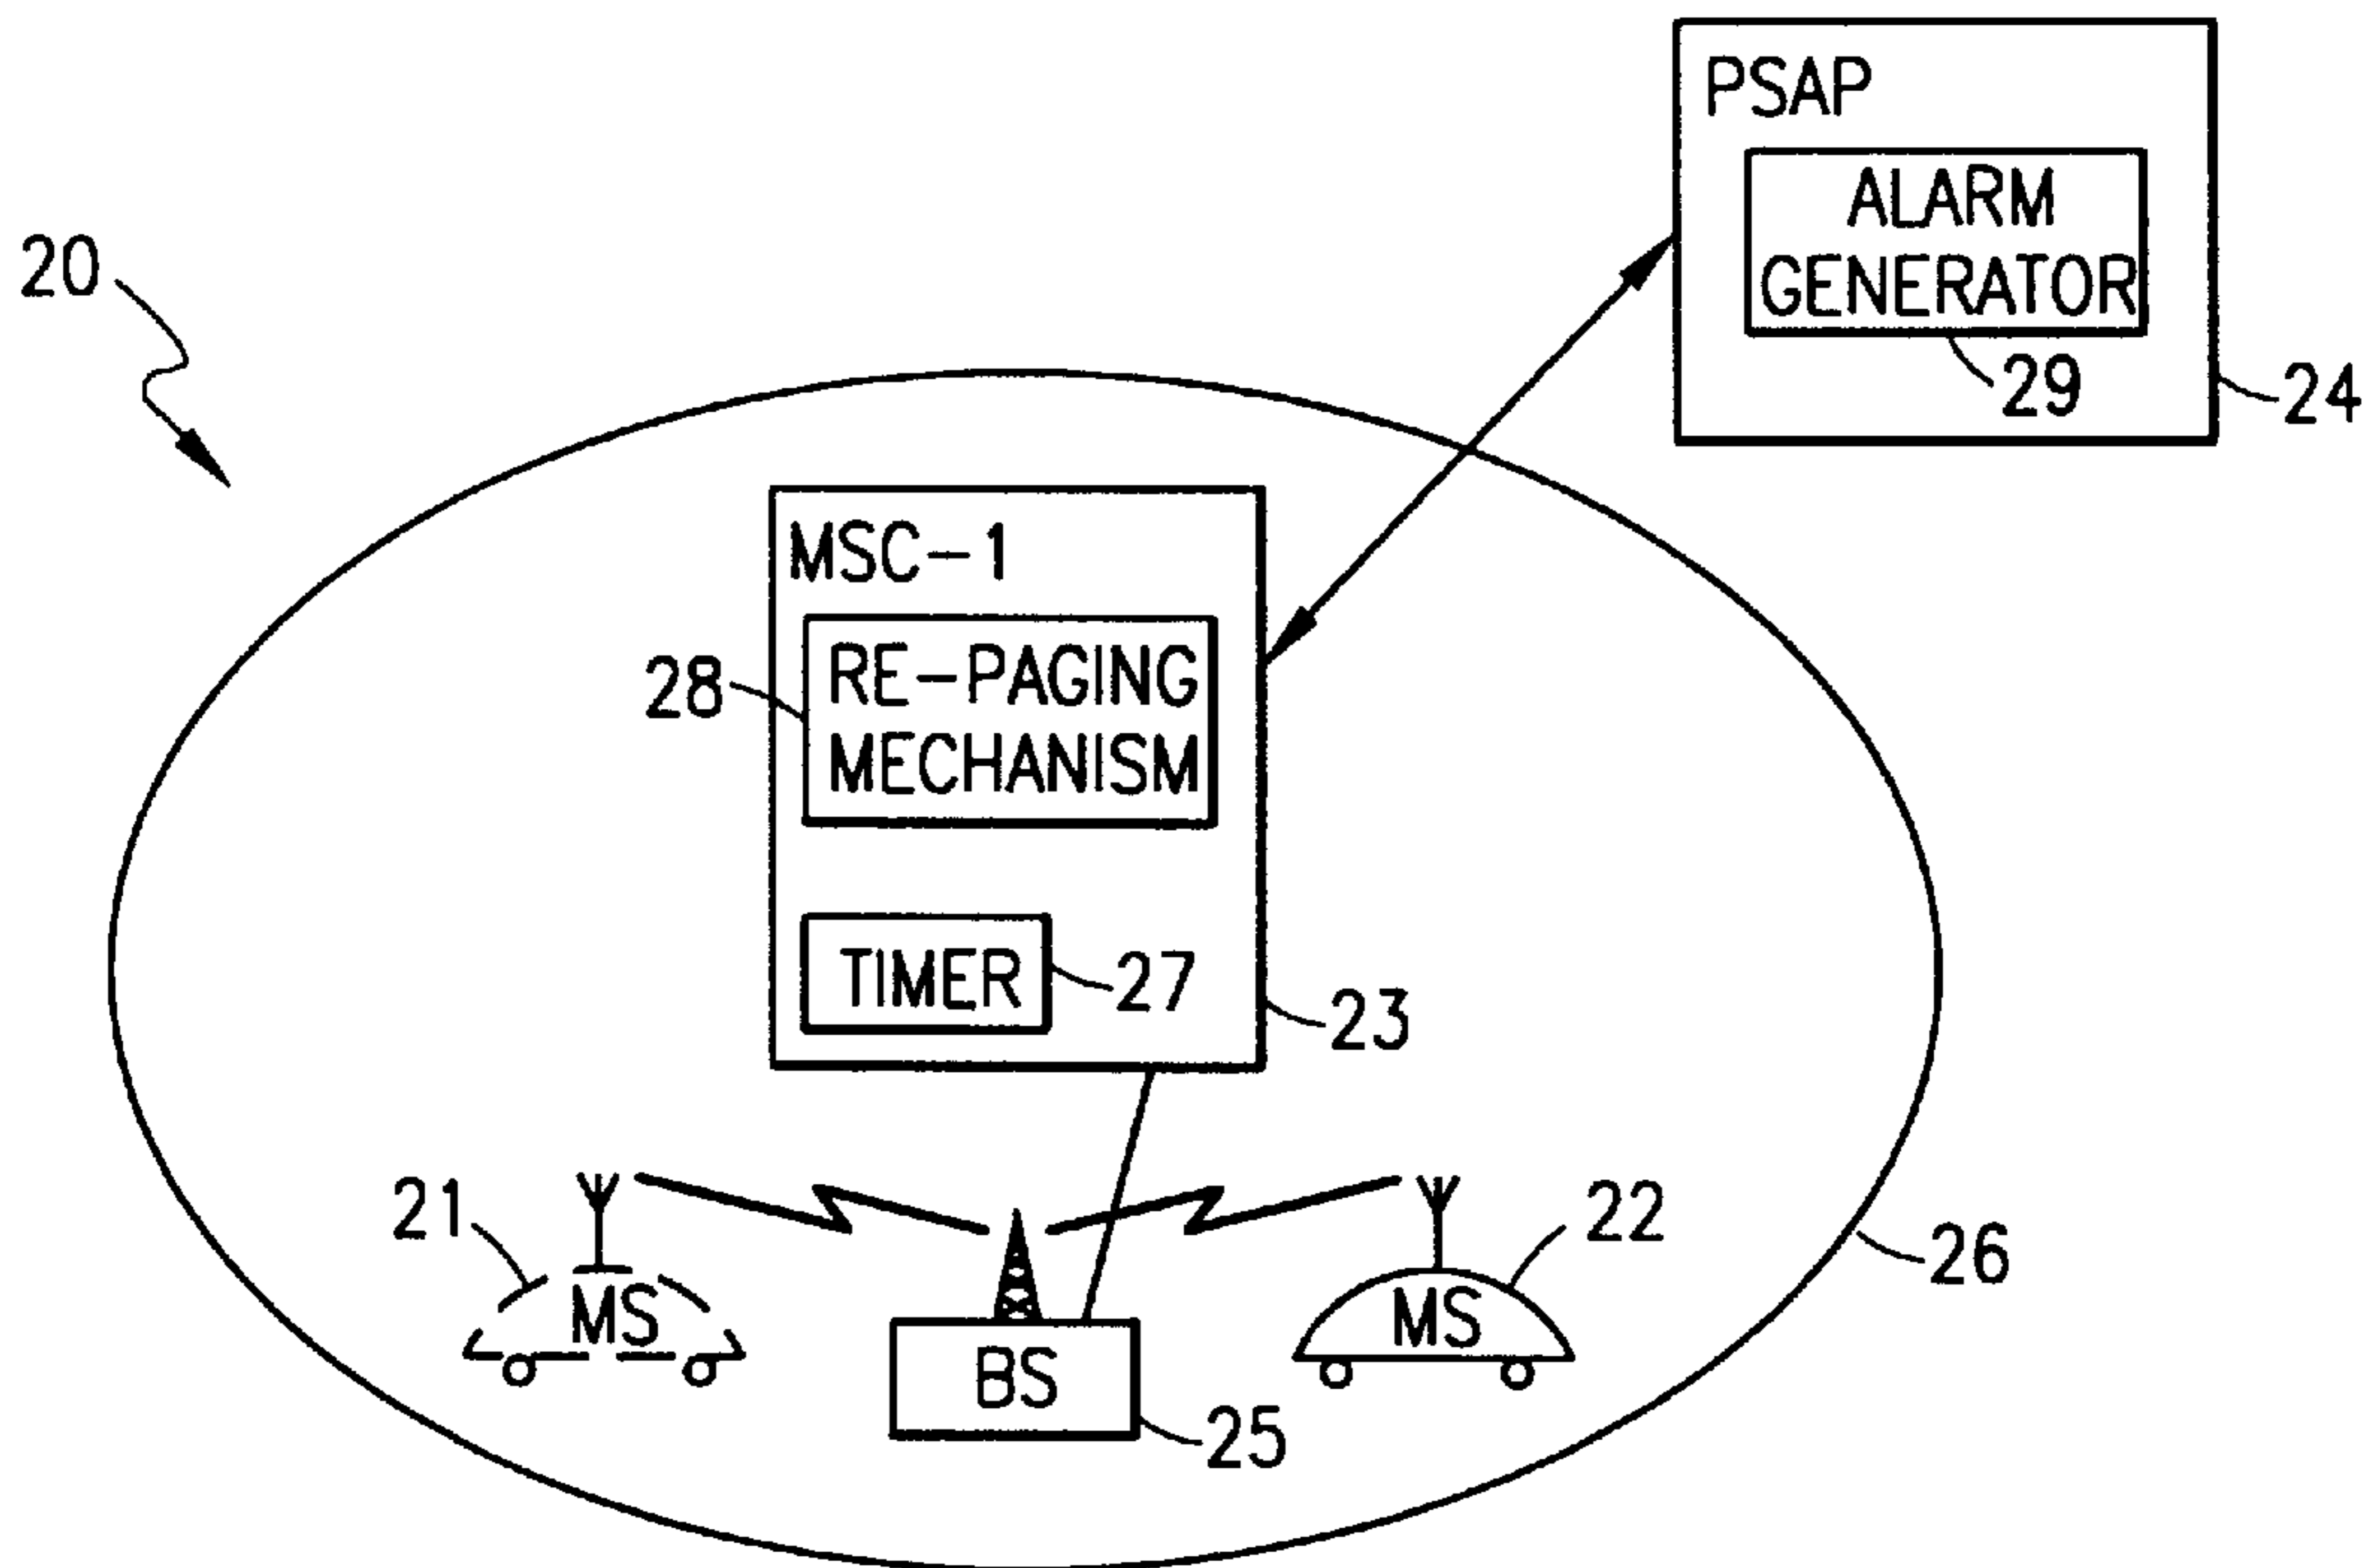 PSAP
ALARM
GENERATOR
29
24
20
MSC-1
28
RE-PAGING
MECHANISM
TIMER
27
23
21
MS
BS
25
MS
22
26